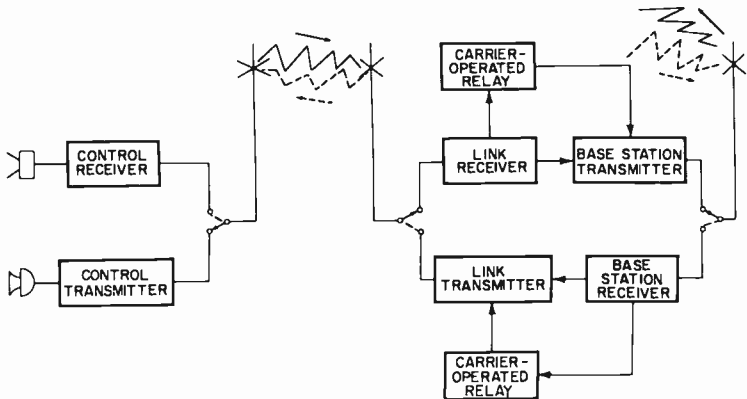 CARRIER-
OPERATED
RELAY
CONTROL
RECEIVER
LINK
RECEIVER
BASE STATION
TRANSMITTER
CONTROL
TRANSMITTER
LINK
TRANSMITTER
BASE
STATION
RECEIVER
CARRIER-
OPERATED
RELAY